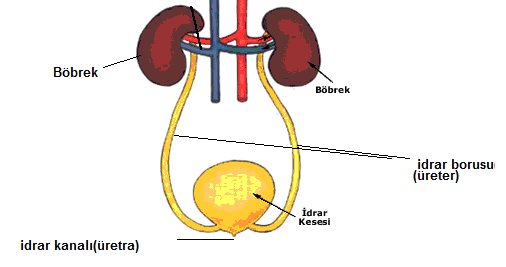 Böbrek
Böbrek
idrar borusu
(üreter)
İdrar
Kesesi
idrar kanalı(üretra)